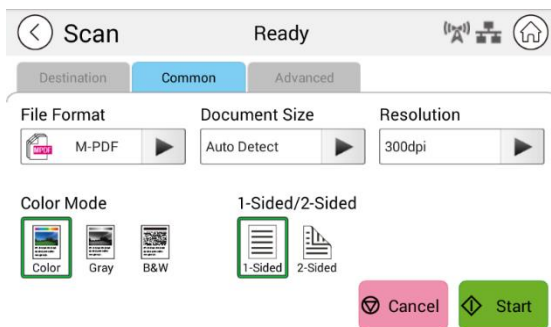 Scan Ready
Destination Common Advanced
File Format Document Size Resolution
MPDF M-PDF Auto Detect 300dpi
Color Mode 1-Sided/2-Sided
Color Gray B&W 1-Sided 2-Sided
Cancel Start